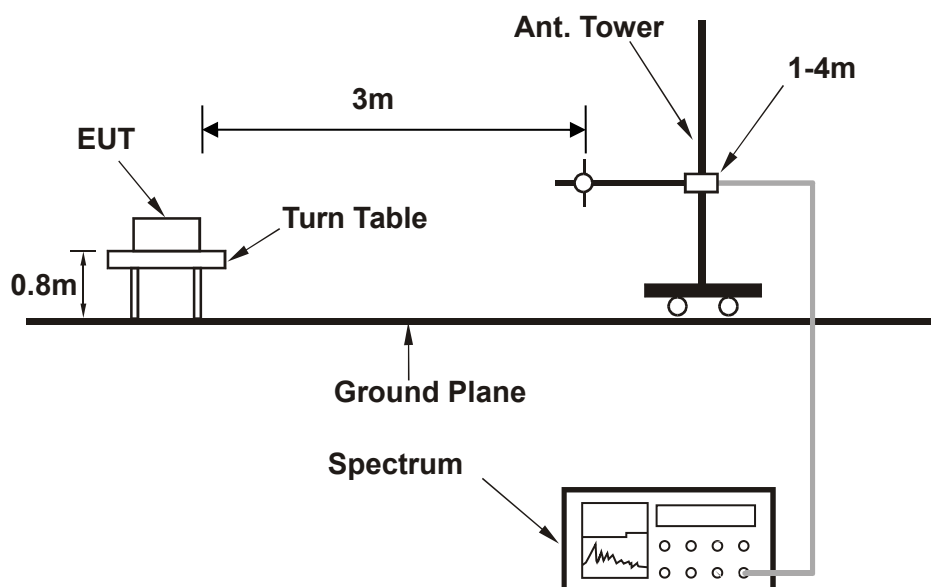 Ant. Tower
1-4m
3m
EUT
Turn Table
0.8m
Ground Plane
Spectrum